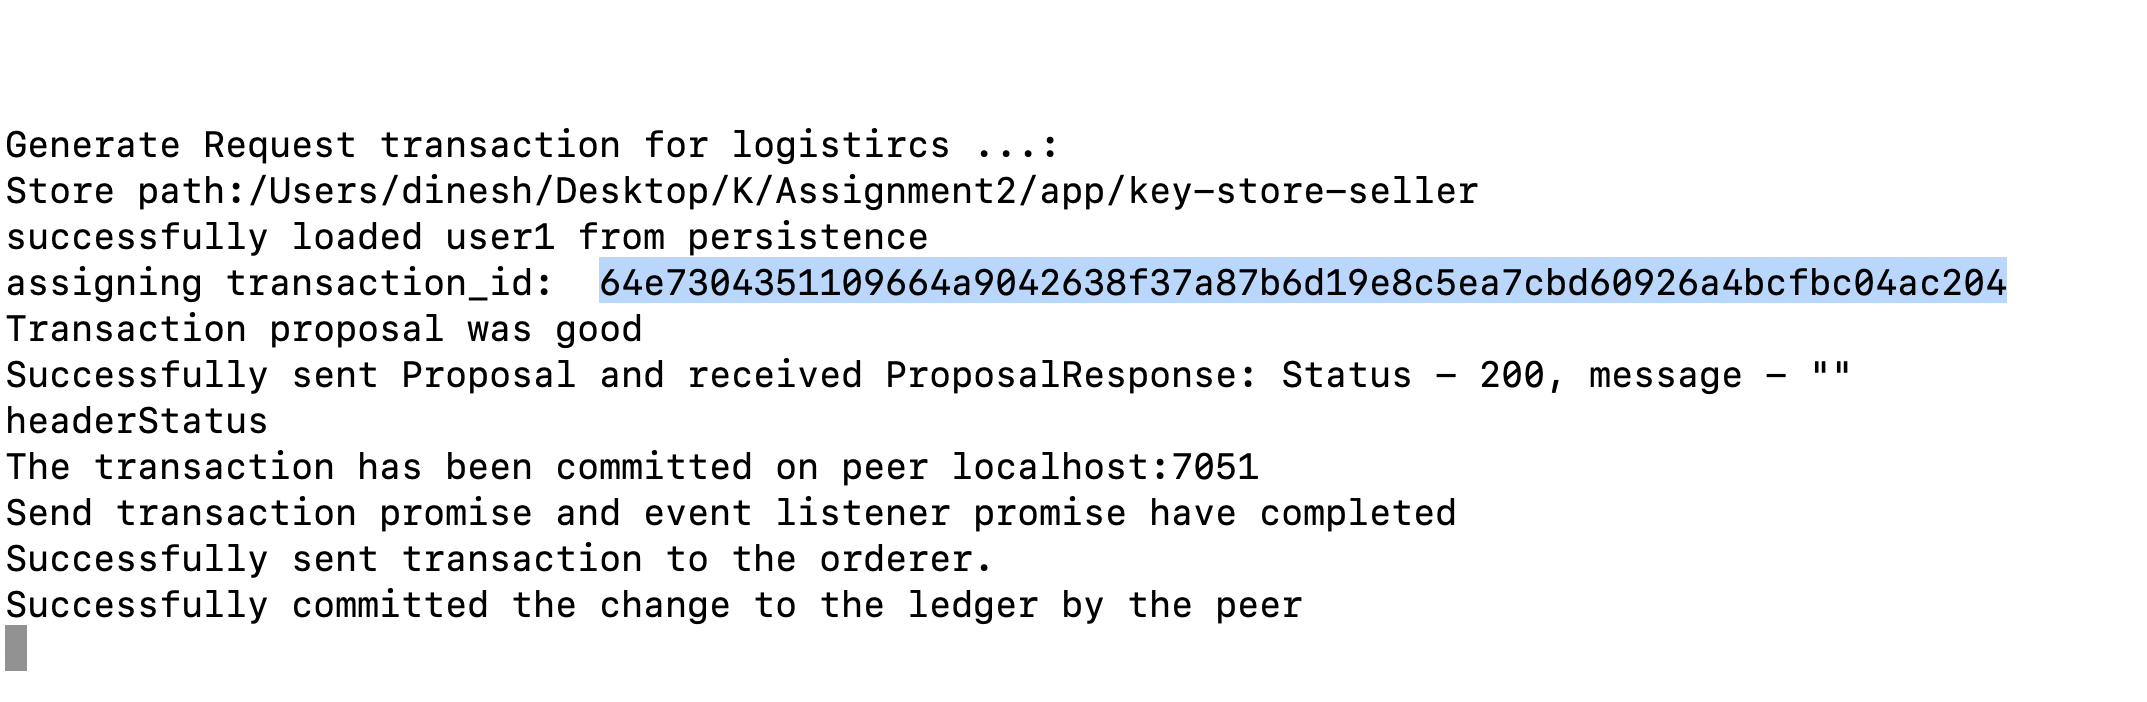 Generate Request transaction for logistircs ...:
Store path:/Users/dinesh/Desktop/K/Assignment2/app/key-store-seller
successfully loaded user1 from persistence
assigning transaction_id:  64e7304351109664a9042638f37a87b6d19e8c5ea7cbd60926a4bcfbc04ac204
Transaction proposal was good
Successfully sent Proposal and received ProposalResponse: Status - 200, message - ""
headerStatus
The transaction has been committed on peer localhost:7051
Send transaction promise and event listener promise have completed
Successfully sent transaction to the orderer.
Successfully committed the change to the ledger by the peer